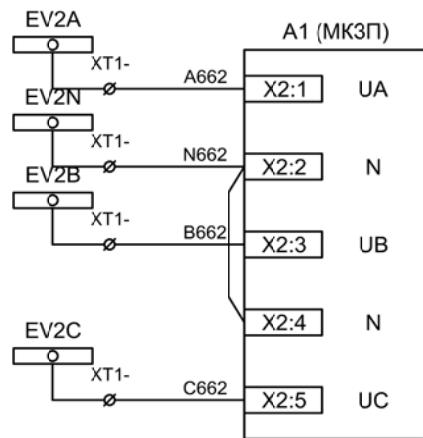 EV2A
A1 (МКЗП)
XT1-
A662
X2:1
UA
EV2N
XT1-
N662
X2:2
N
EV2B
XT1-
B662
X2:3
UB
X2:4
N
EV2C
XT1-
C662
X2:5
UC